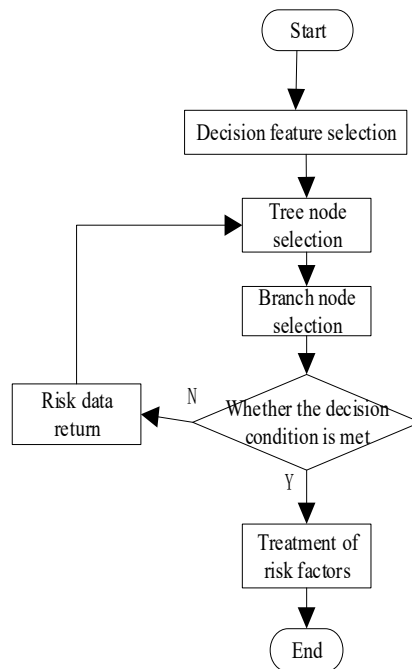 Start
Decision feature selection
Tree node
selection
Branch node
selection
Whether the decision
condition is met
N
Risk data
return
Y
Treatment of
risk factors
End